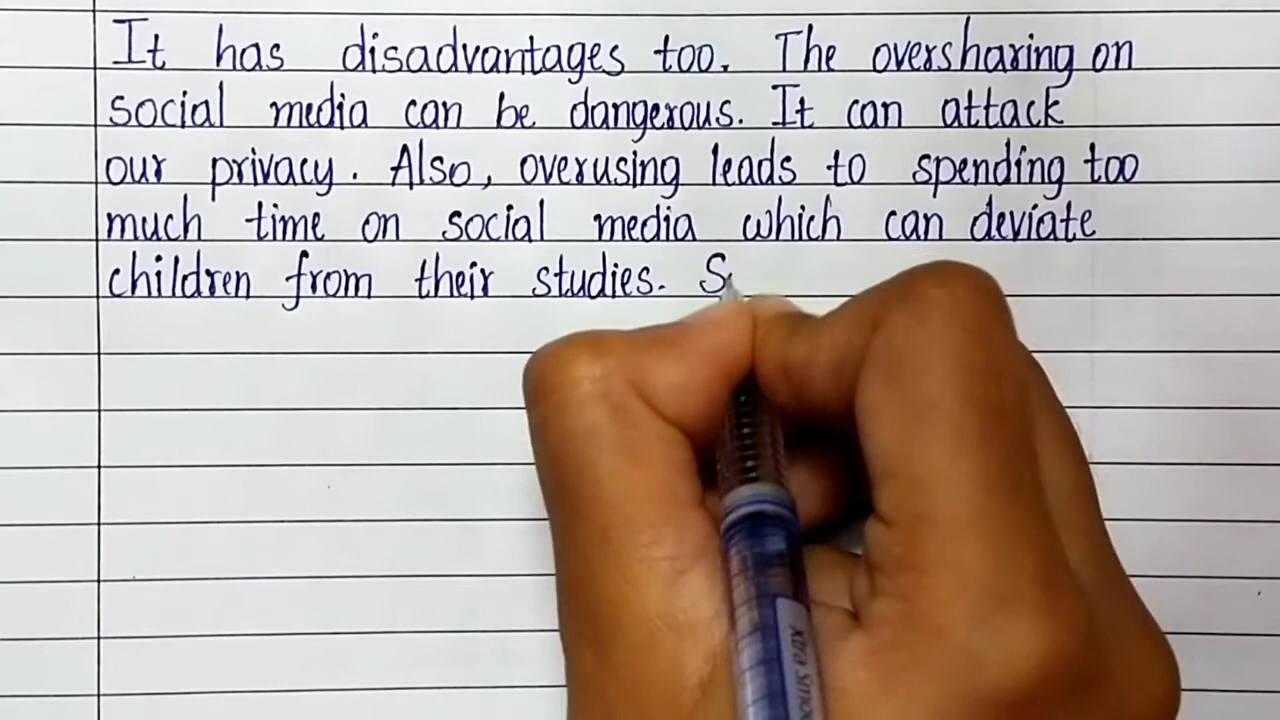 It has disadvantages too. The oversharing on
social media can be dangerous. It can attack
our privacy. Also, overusing leads to spending too
much time on social media which can deviate
children from their studies. S